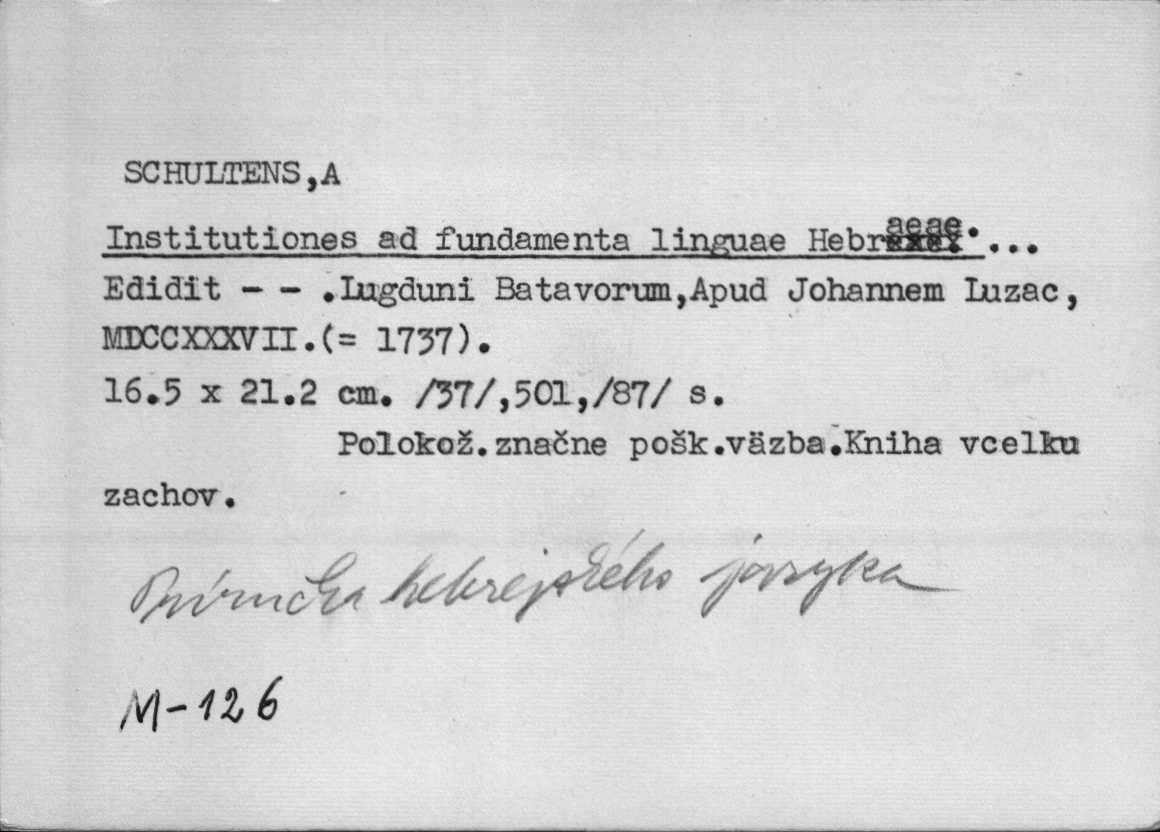 SCHULTENS,A
Institutiones ad fundamenta linguae Hebraeae. ...
Edidit - - .Lugduni Batavorum,Apud Johannem Luzac,
MDCCXXXVII.(= 1737).
16.5 x 21.2 cm. /37/,501,/87/ s.
Polokož.značne pošk.väzba.Kniha vcelku
zachov.
Príručka hebrejského jazyka
M-126